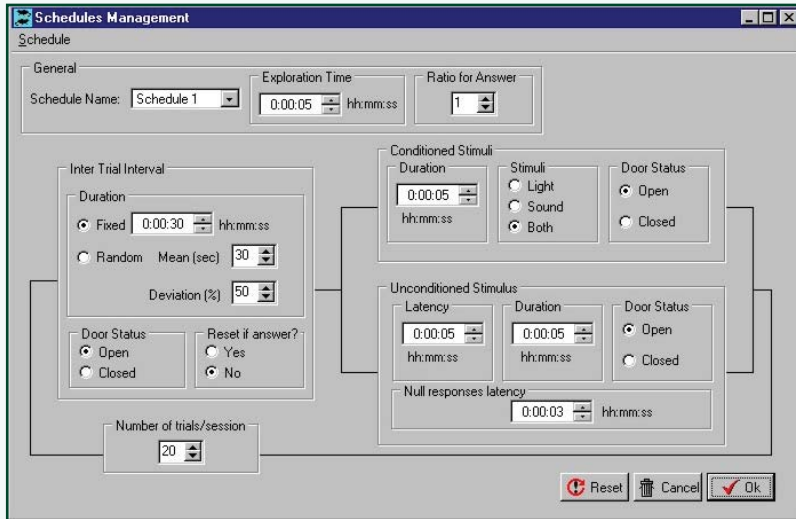 Schedules Management
Schedule
General
Schedule Name: Schedule 1
Exploration Time
0:00:05 hh:mm:ss
Ratio for Answer
1
Inter Trial Interval
Duration
Fixed 0:00:30 hh:mm:ss
Random Mean (sec) 30
Deviation (%) 50
Door Status
Open
Closed
Reset if answer?
Yes
No
Conditioned Stimuli
Duration
0:00:05
hh:mm:ss
Stimuli
Light
Sound
Both
Door Status
Open
Closed
Unconditioned Stimulus
Latency
0:00:05
hh:mm:ss
Duration
0:00:05
hh:mm:ss
Door Status
Open
Closed
Null responses latency
0:00:03 hh:mm:ss
Number of trials/session
20
Reset Cancel Ok